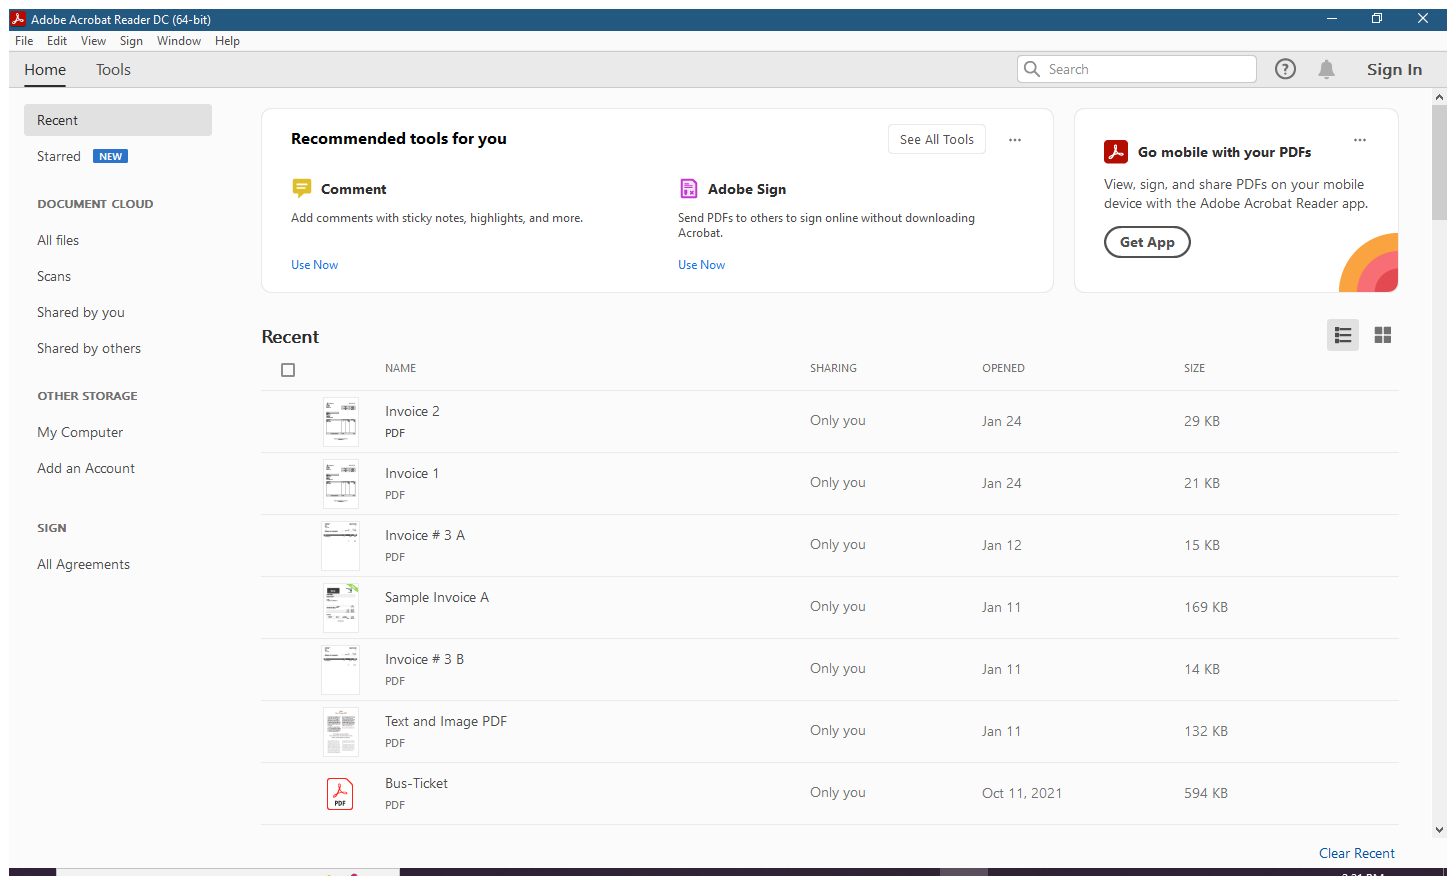 Adobe Acrobat Reader DC (64-bit)
File Edit View Sign Window Help
Home Tools Search ? Sign In
Recent
Starred NEW
DOCUMENT CLOUD
All files
Scans
Shared by you
Shared by others
OTHER STORAGE
My Computer
Add an Account
SIGN
All Agreements
Recommended tools for you See All Tools
Comment
Add comments with sticky notes, highlights, and more.
Use Now
Adobe Sign
Send PDFs to others to sign online without downloading
Acrobat.
Use Now
Go mobile with your PDFs
View, sign, and share PDFs on your mobile
device with the Adobe Acrobat Reader app.
Get App
Recent
NAME SHARING OPENED SIZE
Invoice 2 Only you Jan 24 29 KB
PDF
Invoice 1 Only you Jan 24 21 KB
PDF
Invoice # 3 A Only you Jan 12 15 KB
PDF
Sample Invoice A Only you Jan 11 169 KB
PDF
Invoice # 3 B Only you Jan 11 14 KB
PDF
Text and Image PDF Only you Jan 11 132 KB
PDF
Bus-Ticket Only you Oct 11, 2021 594 KB
PDF
PDF
Clear Recent